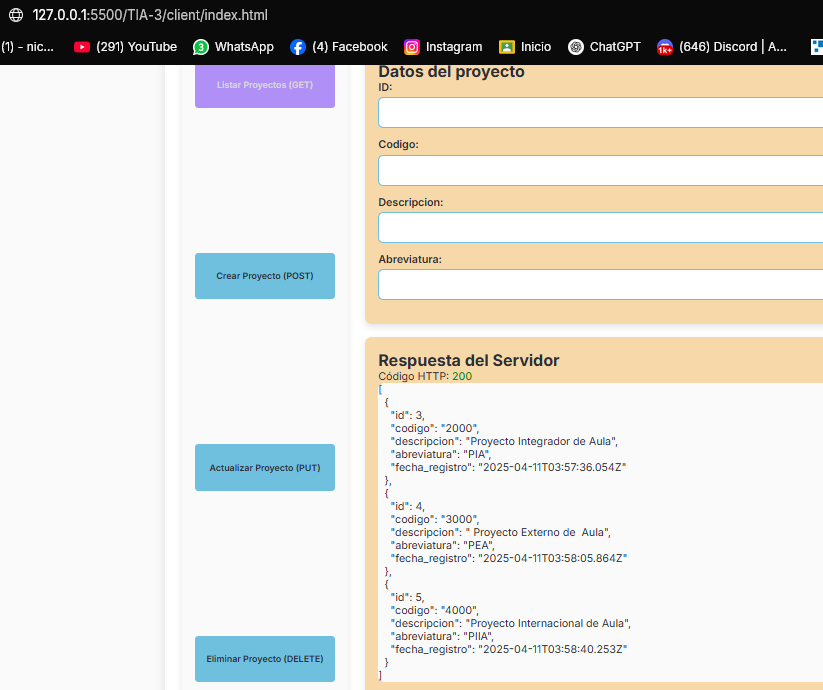 127.0.0.1:5500/TIA-3/client/index.html
(1) - nic... (291) YouTube 3 WhatsApp (4) Facebook Instagram Inicio ChatGPT 1K+ (646) Discord | A...
Listar Proyectos (GET)
Crear Proyecto (POST)
Actualizar Proyecto (PUT)
Eliminar Proyecto (DELETE)
Datos del proyecto
ID:
Codigo:
Descripcion:
Abreviatura:
Respuesta del Servidor
Código HTTP: 200
[
  {
    "id": 3,
    "codigo": "2000",
    "descripcion": "Proyecto Integrador de Aula",
    "abreviatura": "PIA",
    "fecha_registro": "2025-04-11T03:57:36.054Z"
  },
  {
    "id": 4,
    "codigo": "3000",
    "descripcion": " Proyecto Externo de  Aula",
    "abreviatura": "PEA",
    "fecha_registro": "2025-04-11T03:58:05.864Z"
  },
  {
    "id": 5,
    "codigo": "4000",
    "descripcion": "Proyecto Internacional de Aula",
    "abreviatura": "PIIA",
    "fecha_registro": "2025-04-11T03:58:40.253Z"
  }
]